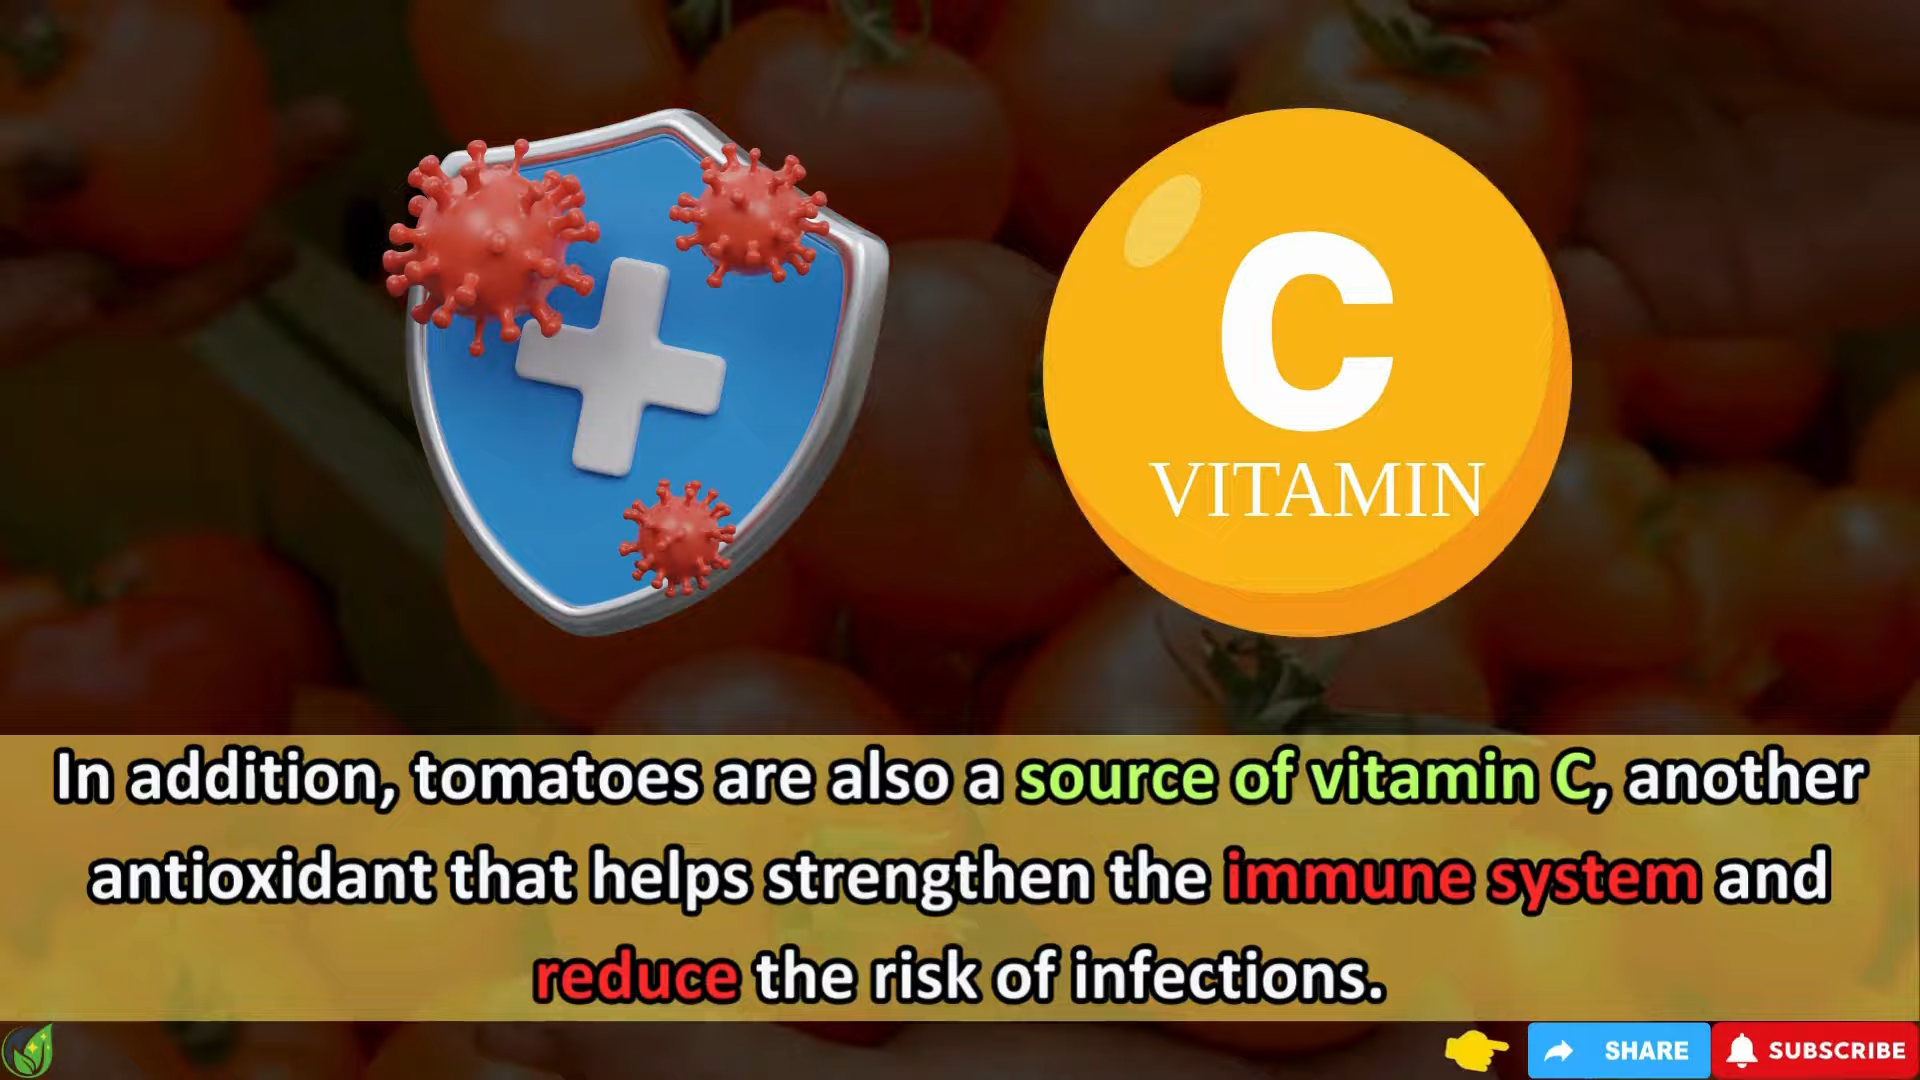 C
VITAMIN
In addition, tomatoes are also a source of vitamin C, another
antioxidant that helps strengthen the immune system and
reduce the risk of infections.
SHARE
SUBSCRIBE